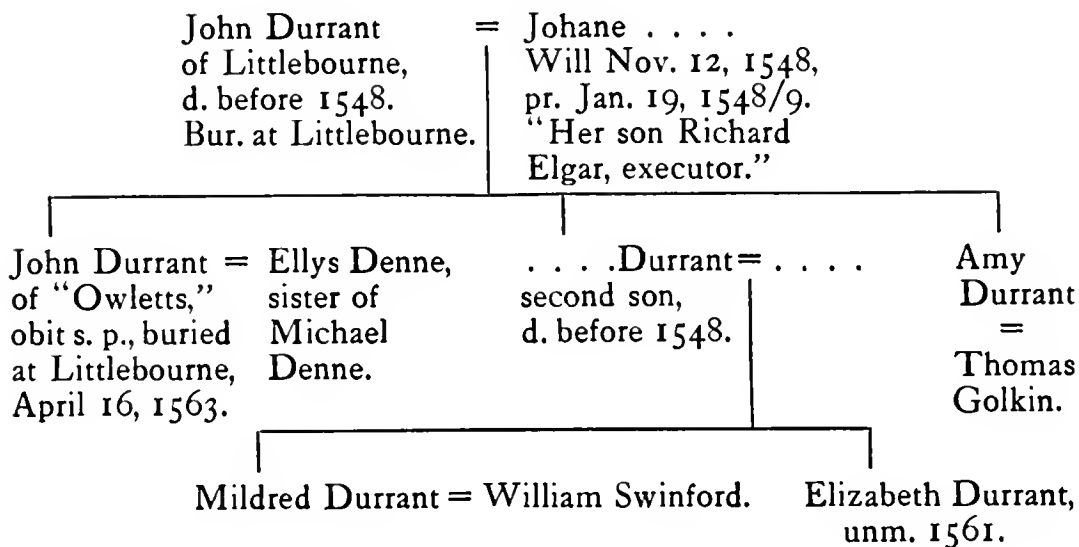 John Durrant = Johane . . . .
of Littlebourne,
d. before 1548.
Bur. at Littlebourne.
Will Nov. 12, 1548,
pr. Jan. 19, 1548/9.
“Her son Richard
Elgar, executor.”
John Durrant = Ellys Denne,
of “Owletts,”
obit s. p., buried
at Littlebourne,
April 16, 1563.
sister of
Michael
Denne.
. . . .Durrant= . . . .
second son,
d. before 1548.
Amy
Durrant
=
Thomas
Golkin.
Mildred Durrant = William Swinford.
Elizabeth Durrant,
unm. 1561.